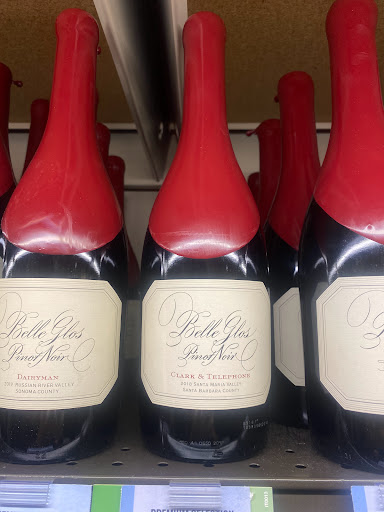 Belle Glos
Pinot Noir
DAIRYMAN
RUSSIAN RIVER VALLEY
SONOMA COUNTY
Belle Glos
Pinot Noir
CLARK & TELEPHONE
2010 SANTA MARIA VALLEY
SANTA BARBARA COUNTY